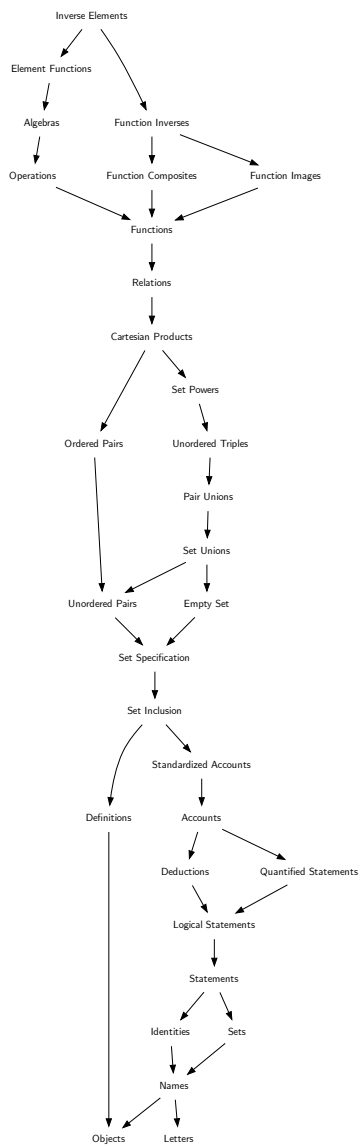 Inverse Elements
Element Functions
Algebras
Function Inverses
Operations
Function Composites
Function Images
Functions
Relations
Cartesian Products
Set Powers
Ordered Pairs
Unordered Triples
Pair Unions
Set Unions
Unordered Pairs
Empty Set
Set Specification
Set Inclusion
Standardized Accounts
Definitions
Accounts
Deductions
Quantified Statements
Logical Statements
Statements
Identities
Sets
Names
Objects
Letters